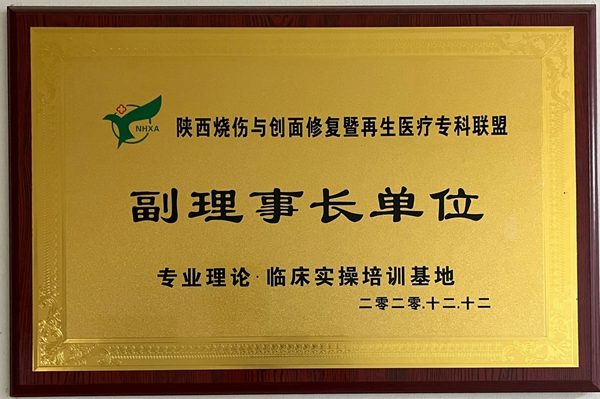 NHXA
陕西烧伤与创面修复暨再生医疗专科联盟
副理事长单位
专业理论·临床实操培训基地
二零二零.十二.十二